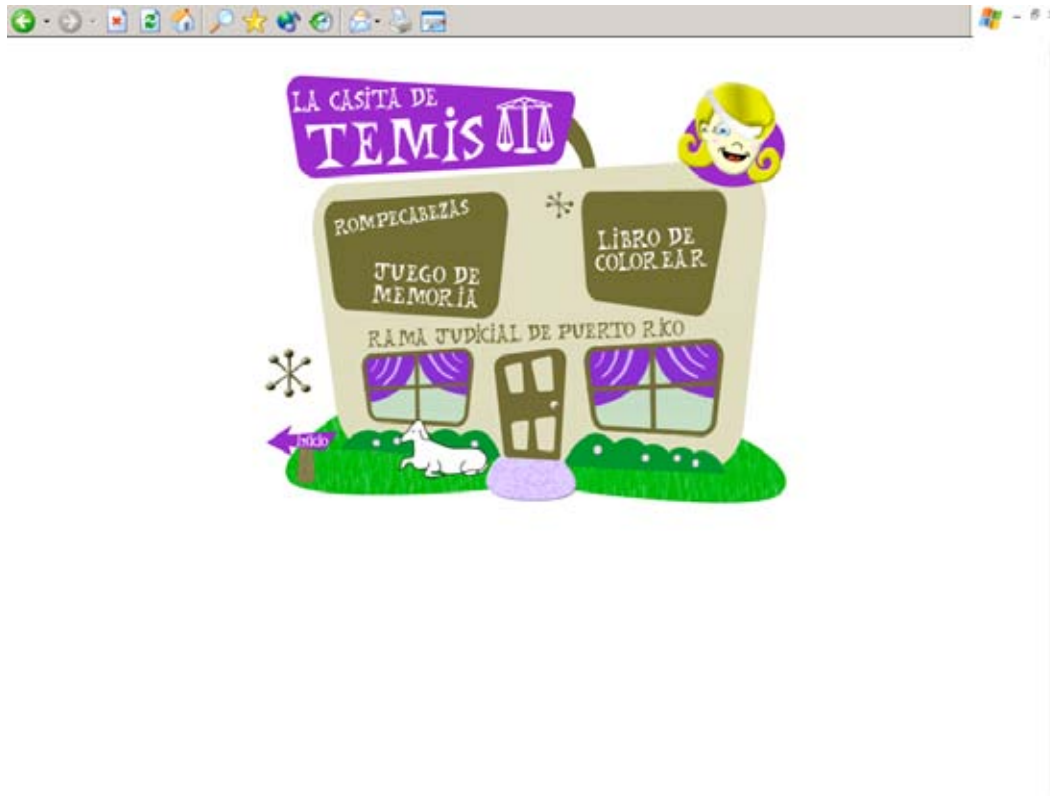 LA CASITA DE
TEMIS
ROMPECABEZAS
JUEGO DE
MEMORIA
LIBRO DE
COLOREAR
RAMA JUDICIAL DE PUERTO RICO
inicio